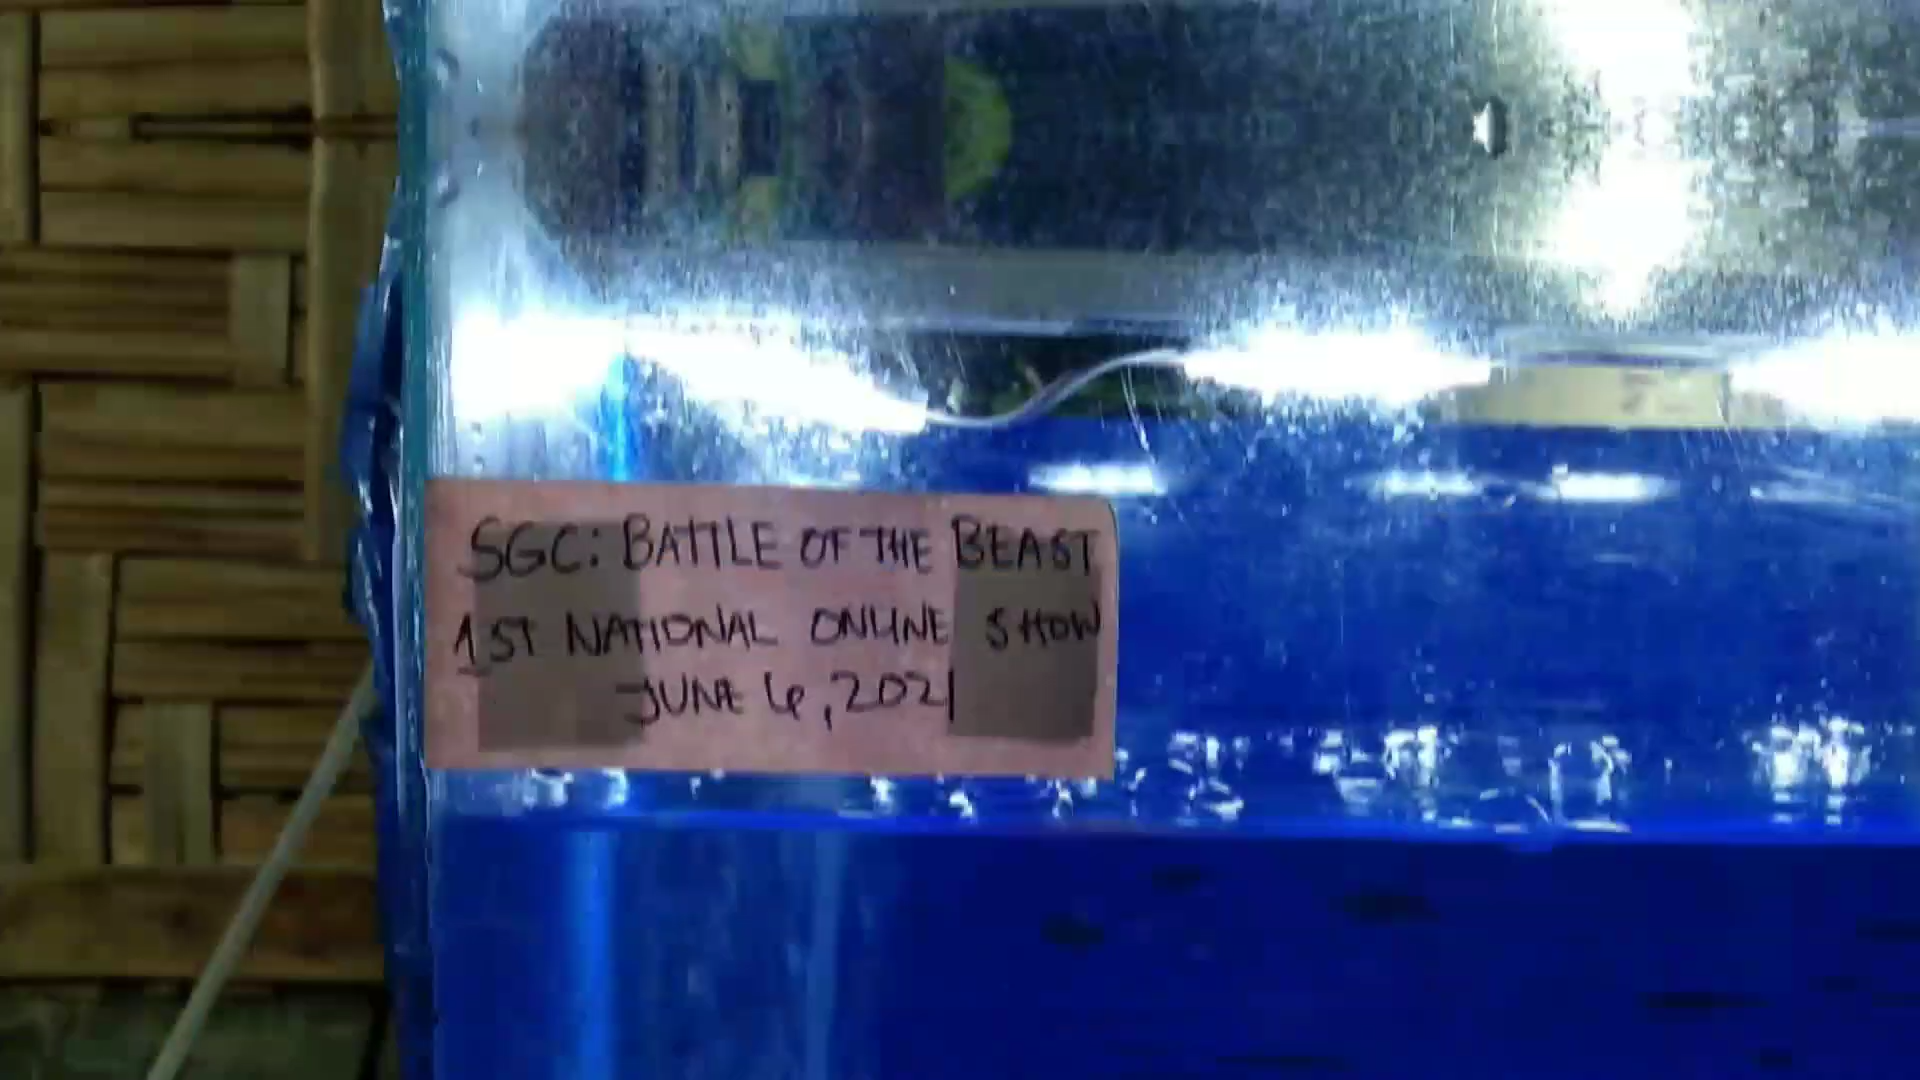 SGC: BATTLE OF THE BEAST
1ST NATIONAL ONLINE SHOW
JUNE 6, 2021